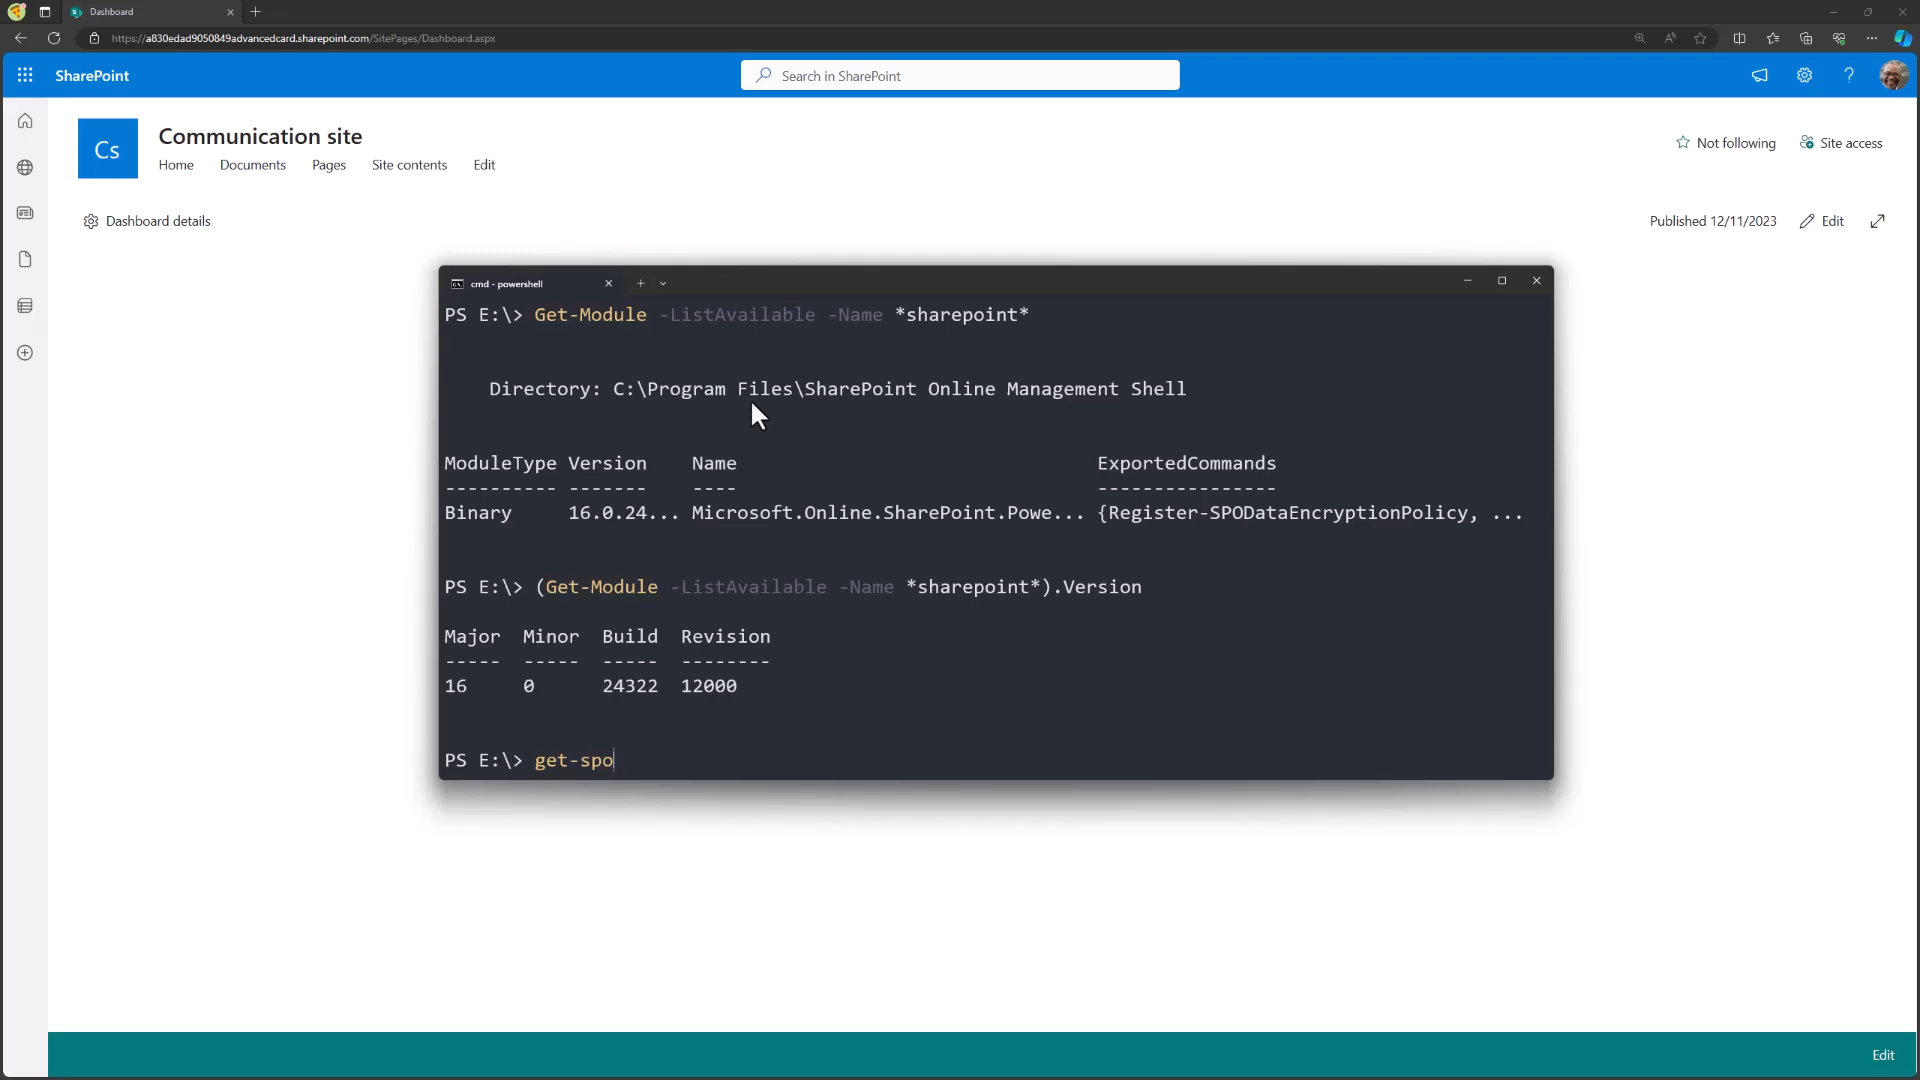 Dashboard
https://a830edad9050849advancedcard.sharepoint.com/SitePages/Dashboard.aspx
SharePoint
Search in SharePoint
Cs
Communication site
Home Documents Pages Site contents Edit
Not following Site access
Dashboard details
Published 12/11/2023 Edit
cmd - powershell
PS E:\> Get-Module -ListAvailable -Name *sharepoint*
Directory: C:\Program Files\SharePoint Online Management Shell
ModuleType Version Name ExportedCommands
---------- ------- ---- ----------------
Binary 16.0.24... Microsoft.Online.SharePoint.Powe... {Register-SPODataEncryptionPolicy, ...
PS E:\> (Get-Module -ListAvailable -Name *sharepoint*).Version
Major Minor Build Revision
----- ----- ----- --------
16 0 24322 12000
PS E:\> get-spo
Edit